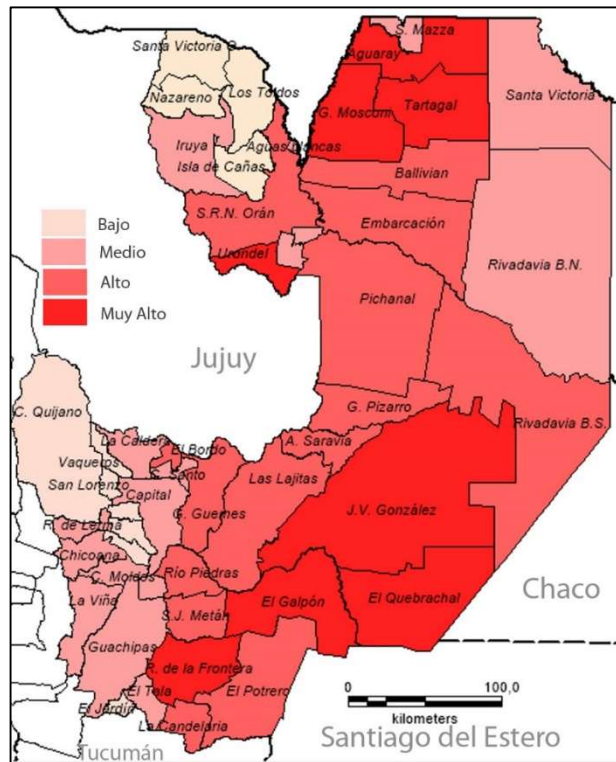 S. Mazza
Santa Victoria O.
Aguaray
Nazareno
Los Toldos
G. Mosconi
Tartagal
Santa Victoria
Iruya
Aguas Blancas
Isla de Cañas
Ballivian
S.R.N. Orán
Embarcación
Bajo
Medio
Alto
Muy Alto
Urundel
Rivadavia B.N.
Pichanal
Jujuy
C. Quijano
G. Pizarro
Rivadavia B.S.
La Caldera
El Bordo
A. Saravia
Vaqueros
Santo
San Lorenzo
Capital
Las Lajitas
G. Guemes
J.V. González
R. de Lerma
Chicoana
C. Moldes
Río Piedras
Chaco
La Viña
El Galpón
El Quebrachal
S.J. Metán
Guachipas
R. de la Frontera
El Tala
El Potrero
El Jardín
La Candelaria
0 100,0
kilometers
Tucumán
Santiago del Estero